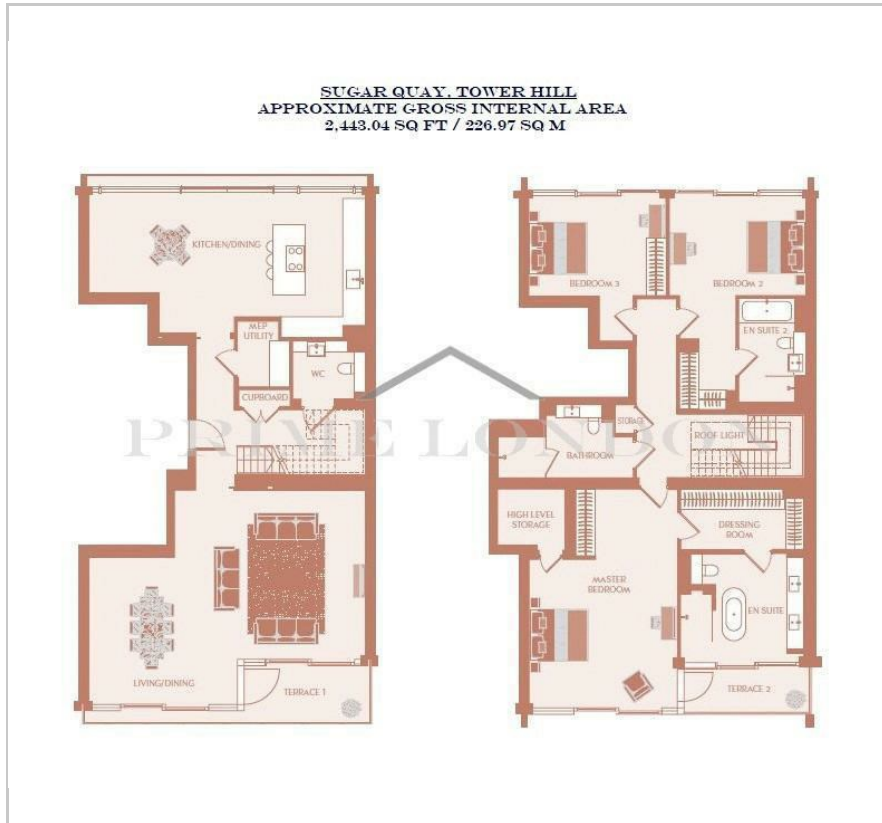 SUGAR QUAY, TOWER HILL
APPROXIMATE GROSS INTERNAL AREA
2,443.04 SQ FT / 226.97 SQ M
KITCHEN/DINING
MEP
UTILITY
WC
CUPBOARD
LIVING/DINING
TERRACE 1
BEDROOM 3
BEDROOM 2
EN SUITE 2
STORAGE
ROOF LIGHT
BATHROOM
HIGH LEVEL
STORAGE
DRESSING
ROOM
MASTER
BEDROOM
EN SUITE
TERRACE 2
PRIME LONDON